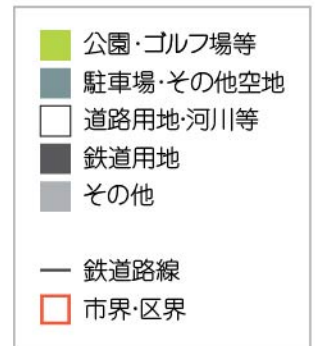 公園・ゴルフ場等
駐車場・その他空地
道路用地・河川等
鉄道用地
その他
鉄道路線
市界・区界